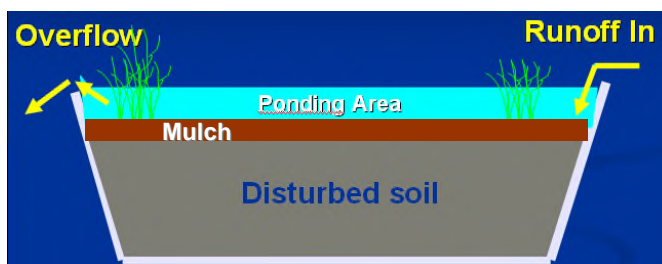 Overflow
Runoff In
Ponding Area
Mulch
Disturbed soil